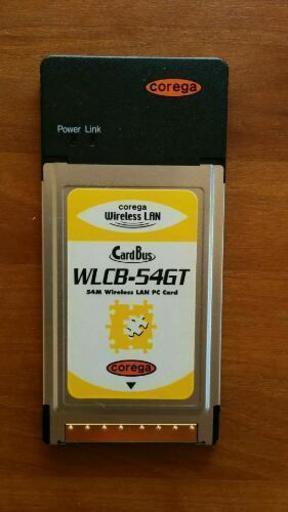 corega
Power Link
corega
Wireless LAN
CardBus
WLCB-54GT
54M Wireless LAN PC Card
corega